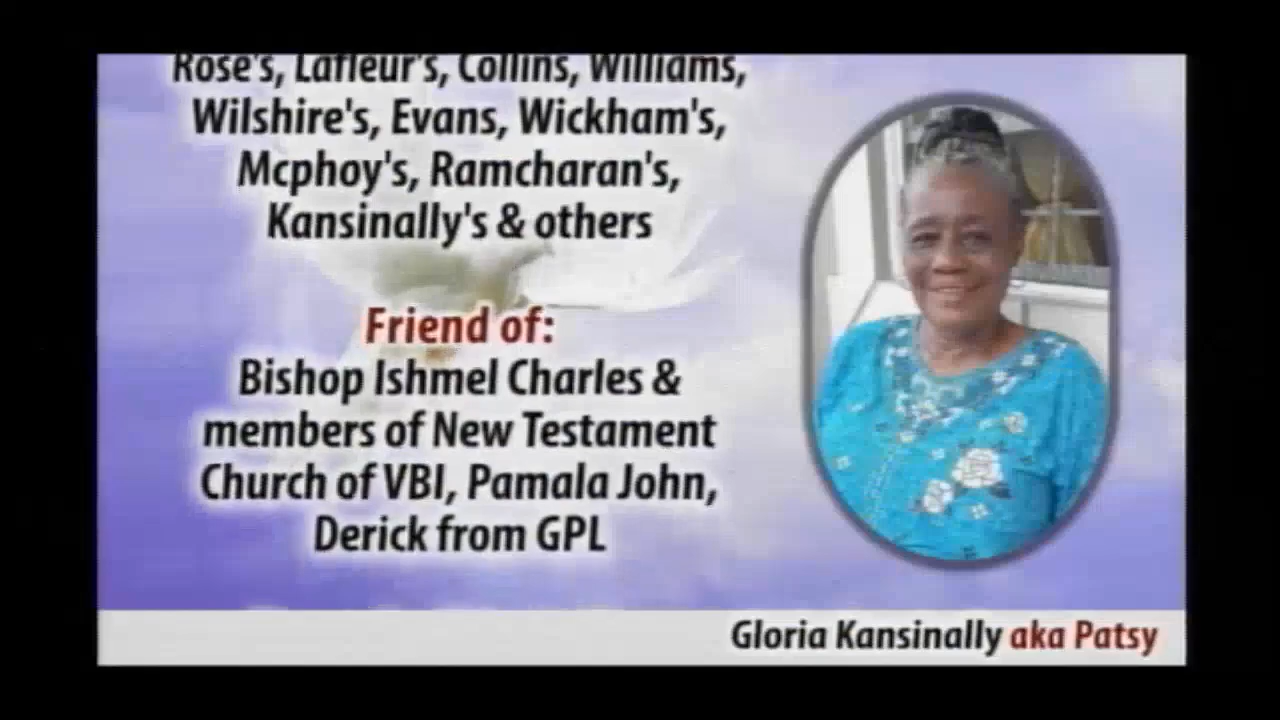 Rose's, Lafleur's, Collins, Williams,
Wilshire's, Evans, Wickham's,
Mcphoy's, Ramcharan's,
Kansinally's & others
Friend of:
Bishop Ishmel Charles &
members of New Testament
Church of VBI, Pamala John,
Derick from GPL
Gloria Kansinally aka Patsy